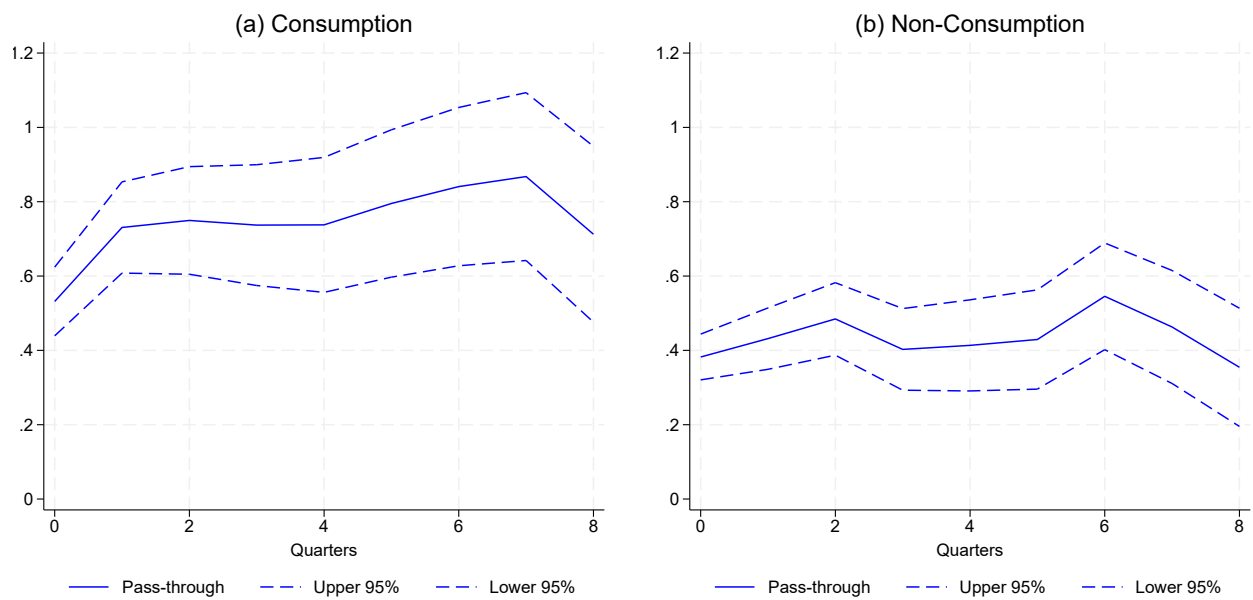 (a) Consumption
1.2
1
.8
.6
.4
.2
0
0 2 4 6 8
Quarters
Pass-through Upper 95% Lower 95%
(b) Non-Consumption
1.2
1
.8
.6
.4
.2
0
0 2 4 6 8
Quarters
Pass-through Upper 95% Lower 95%